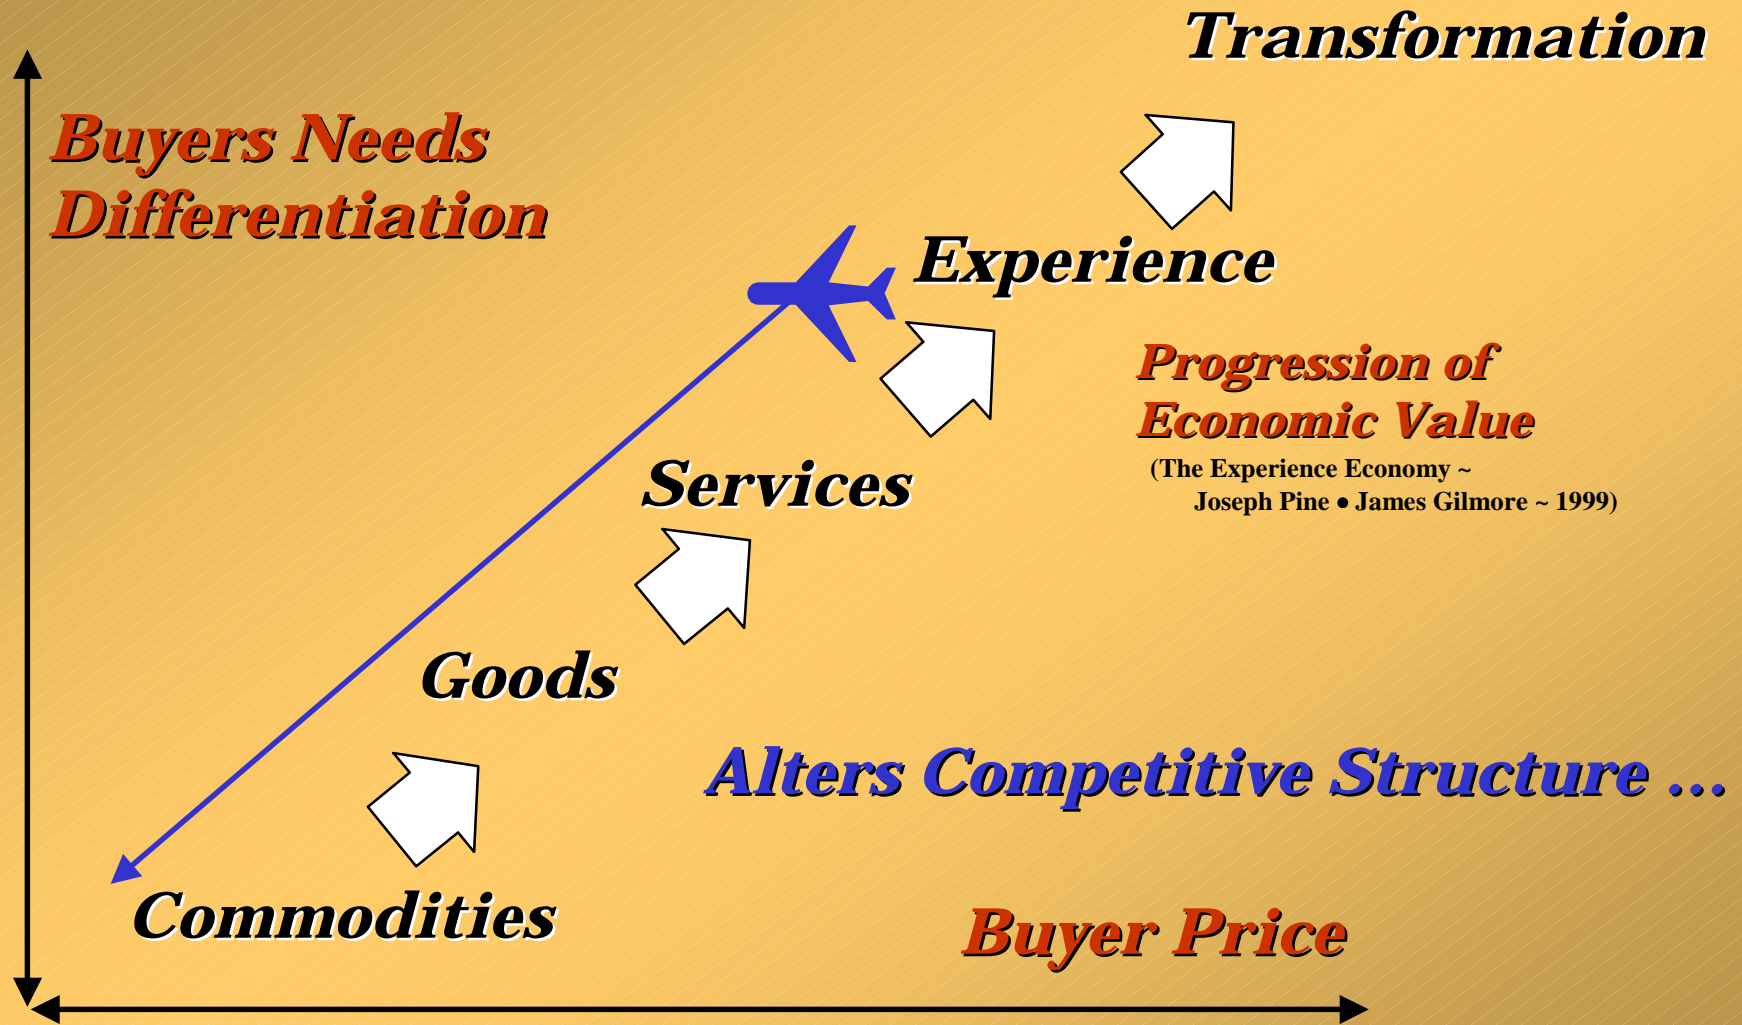 Transformation
Buyers Needs
Differentiation
Experience
Progression of
Economic Value
(The Experience Economy ~
Joseph Pine ● James Gilmore ~ 1999)
Services
Goods
Alters Competitive Structure ...
Commodities
Buyer Price